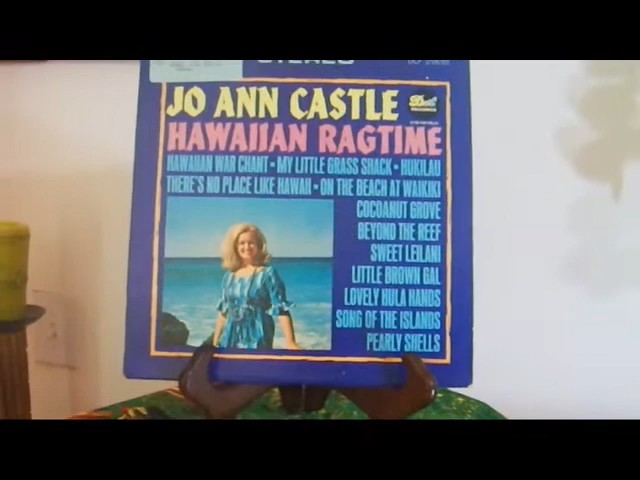 STEREO
JO ANN CASTLE
Dot
HAWAIIAN RAGTIME
HAWAIIAN WAR CHANT • MY LITTLE GRASS SHACK • HUKILAU
THERE'S NO PLACE LIKE HAWAII • ON THE BEACH AT WAIKIKI
COCOANUT GROVE
BEYOND THE REEF
SWEET LEILANI
LITTLE BROWN GAL
LOVELY HULA HANDS
SONG OF THE ISLANDS
PEARLY SHELLS